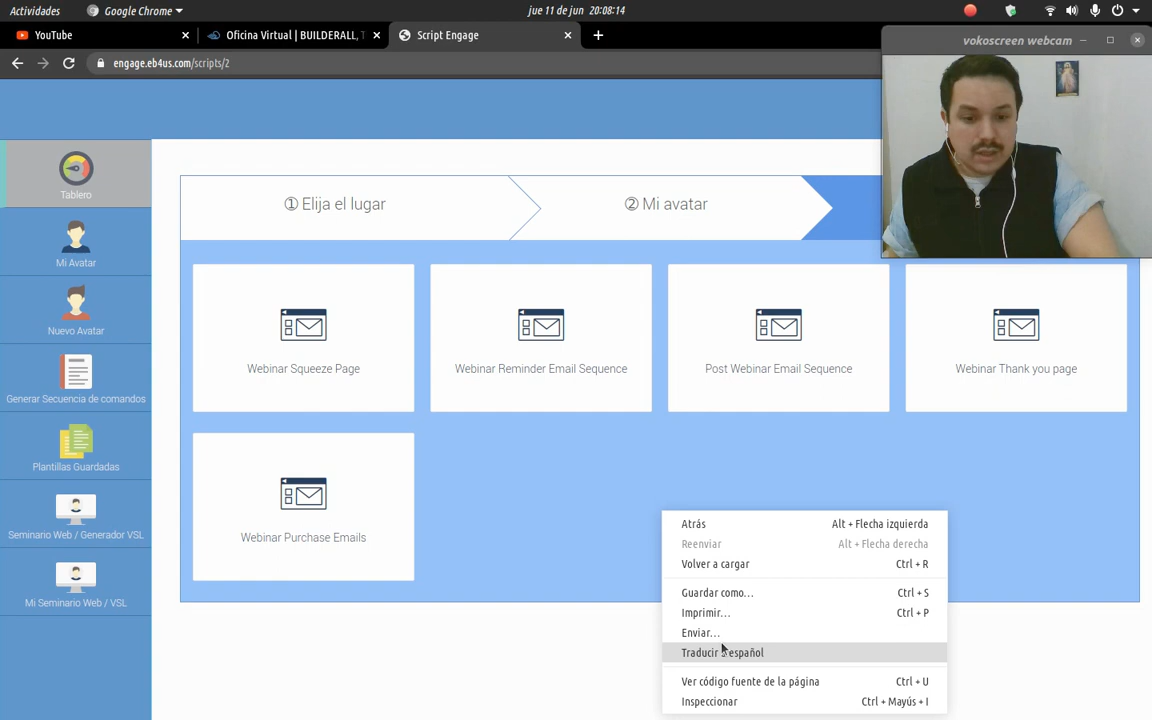 Actividades
Google Chrome
jue 11 de jun 20:08:14
YouTube
Oficina Virtual | BUILDERALL, T
Script Engage
engage.eb4us.com/scripts/2
vokoscreen webcam
Tablero
Mi Avatar
Nuevo Avatar
Generar Secuencia de comandos
Plantillas Guardadas
Seminario Web / Generador VSL
Mi Seminario Web / VSL
① Elija el lugar
② Mi avatar
Webinar Squeeze Page
Webinar Reminder Email Sequence
Post Webinar Email Sequence
Webinar Thank you page
Webinar Purchase Emails
Atrás Alt + Flecha izquierda
Reenviar Alt + Flecha derecha
Volver a cargar Ctrl + R
Guardar como... Ctrl + S
Imprimir... Ctrl + P
Enviar...
Traducir español
Ver código fuente de la página Ctrl + U
Inspeccionar Ctrl + Mayús + I